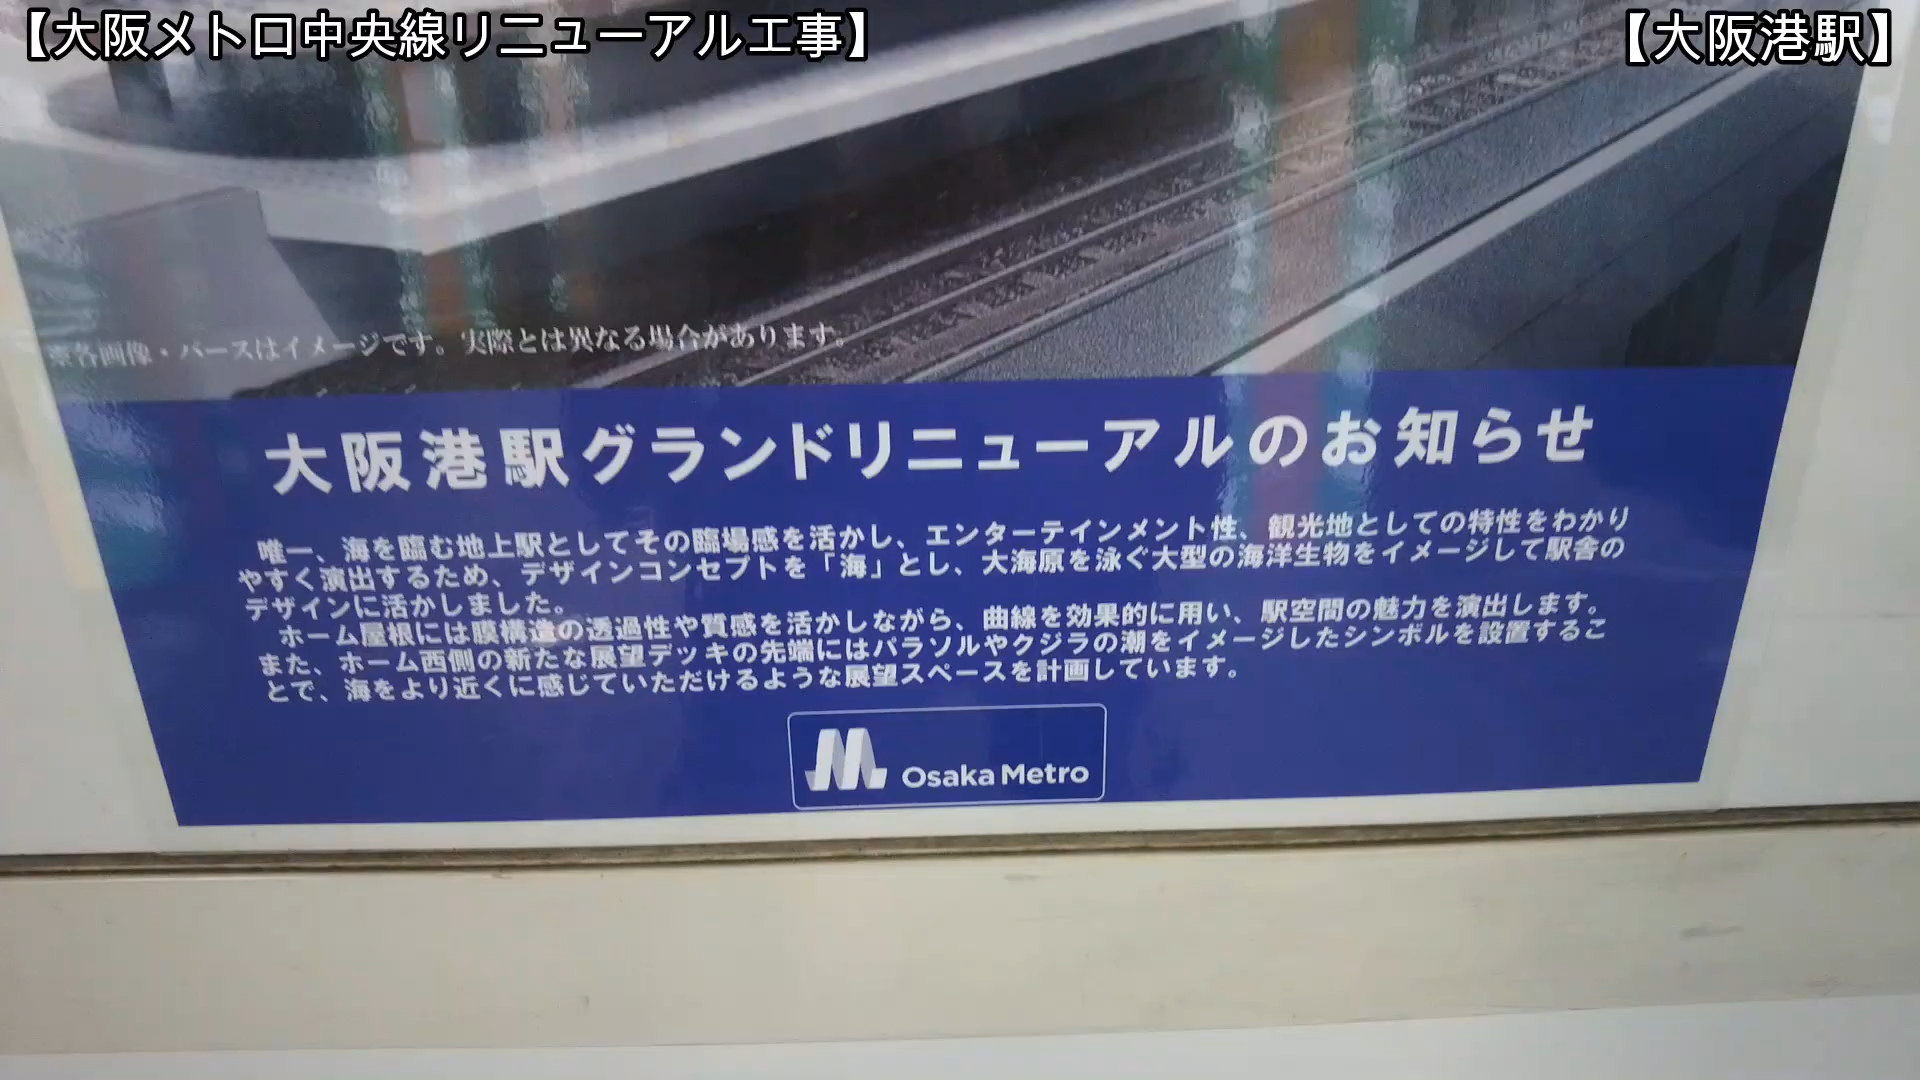 【大阪メトロ中央線リニューアル工事】
【大阪港駅】
※各画像・パースはイメージです。実際とは異なる場合があります。
大阪港駅グランドリニューアルのお知らせ
唯一、海を臨む地上駅としてその臨場感を活かし、エンターテインメント性、観光地としての特性をわかり
やすく演出するため、デザインコンセプトを「海」とし、大海原を泳ぐ大型の海洋生物をイメージして駅舎の
デザインに活かしました。
ホーム屋根には膜構造の透過性や質感を活かしながら、曲線を効果的に用い、駅空間の魅力を演出します。
また、ホーム西側の新たな展望デッキの先端にはパラソルやクジラの潮をイメージしたシンボルを設置するこ
とで、海をより近くに感じていただけるような展望スペースを計画しています。
Osaka Metro